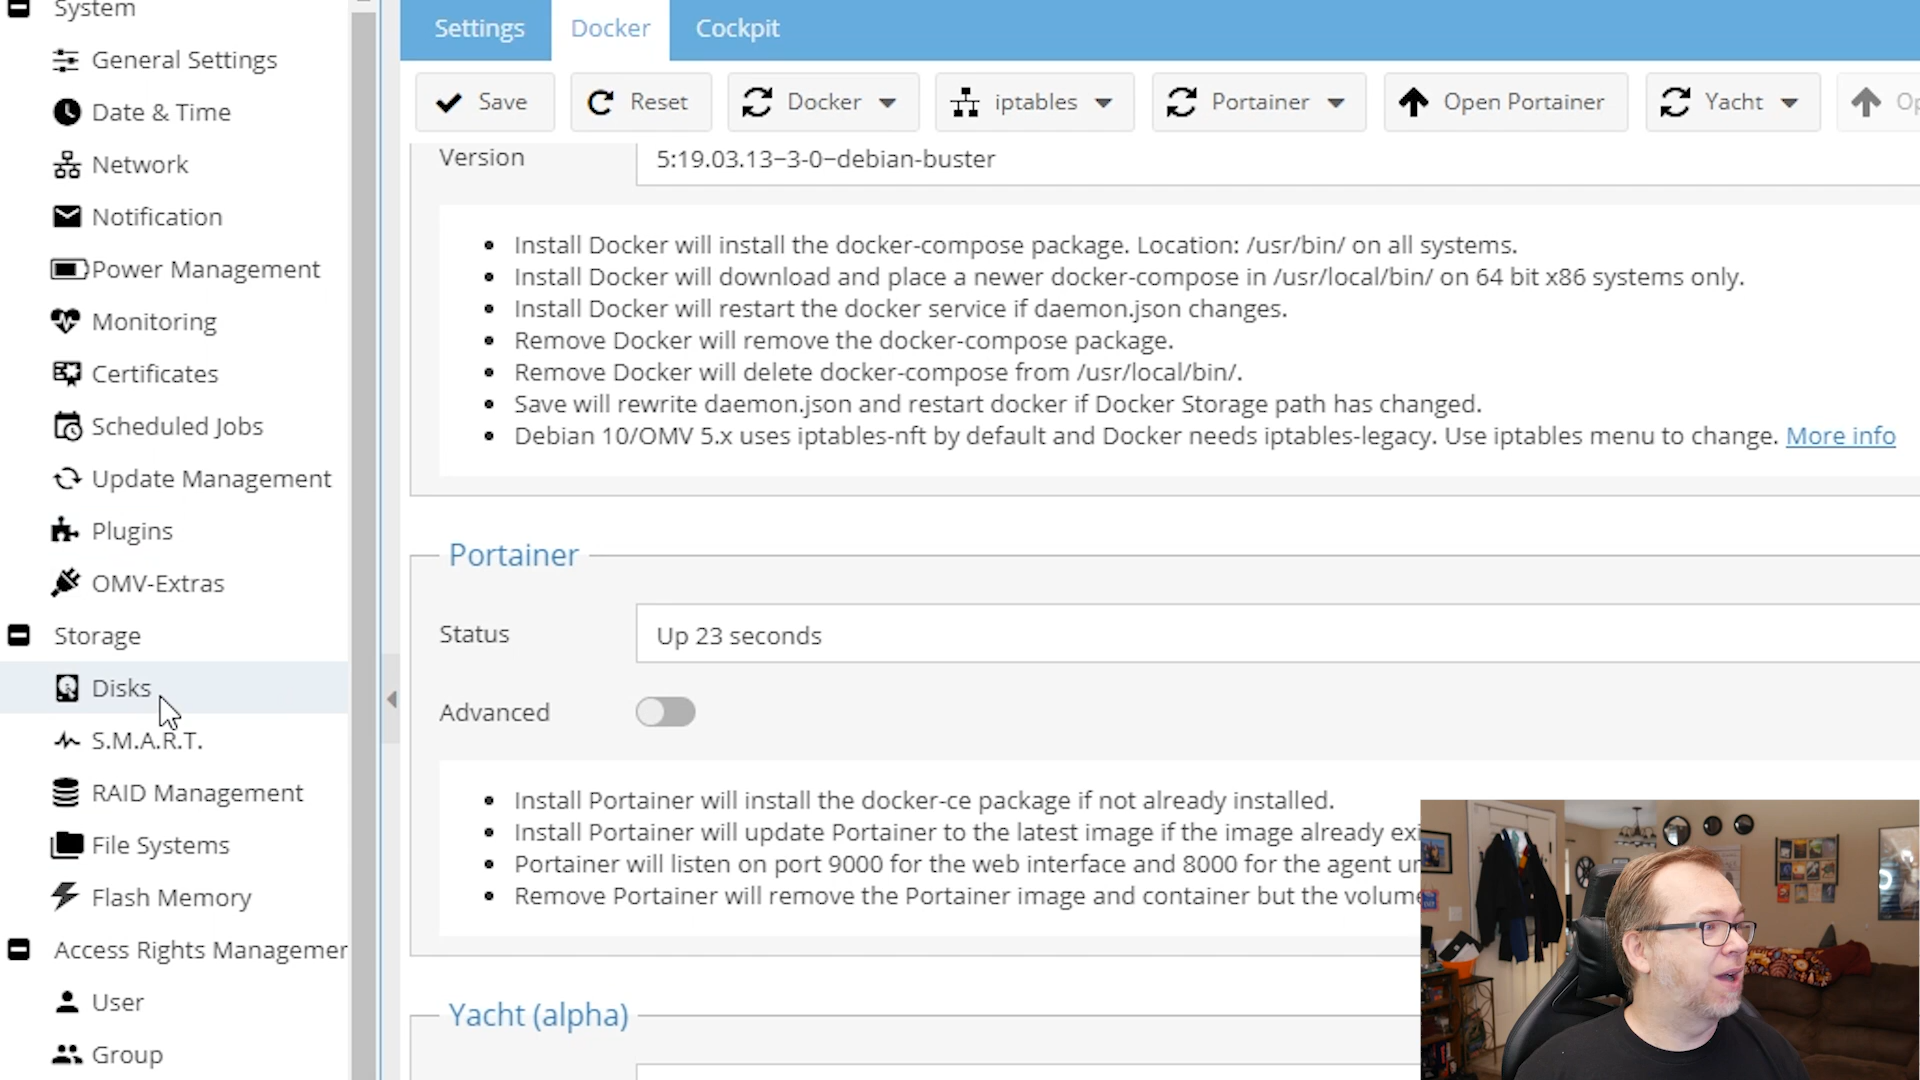 System
General Settings
Date & Time
Network
Notification
Power Management
Monitoring
Certificates
Scheduled Jobs
Update Management
Plugins
OMV-Extras
Storage
Disks
S.M.A.R.T.
RAID Management
File Systems
Flash Memory
Access Rights Managemen
User
Group
Settings
Docker
Cockpit
Save
Reset
Docker
iptables
Portainer
Open Portainer
Yacht
Op
Version
5:19.03.13~3-0~debian-buster
Install Docker will install the docker-compose package. Location: /usr/bin/ on all systems.
Install Docker will download and place a newer docker-compose in /usr/local/bin/ on 64 bit x86 systems only.
Install Docker will restart the docker service if daemon.json changes.
Remove Docker will remove the docker-compose package.
Remove Docker will delete docker-compose from /usr/local/bin/.
Save will rewrite daemon.json and restart docker if Docker Storage path has changed.
Debian 10/OMV 5.x uses iptables-nft by default and Docker needs iptables-legacy. Use iptables menu to change. More info
Portainer
Status
Up 23 seconds
Advanced
Install Portainer will install the docker-ce package if not already installed.
Install Portainer will update Portainer to the latest image if the image already exi
Portainer will listen on port 9000 for the web interface and 8000 for the agent un
Remove Portainer will remove the Portainer image and container but the volume
Yacht (alpha)